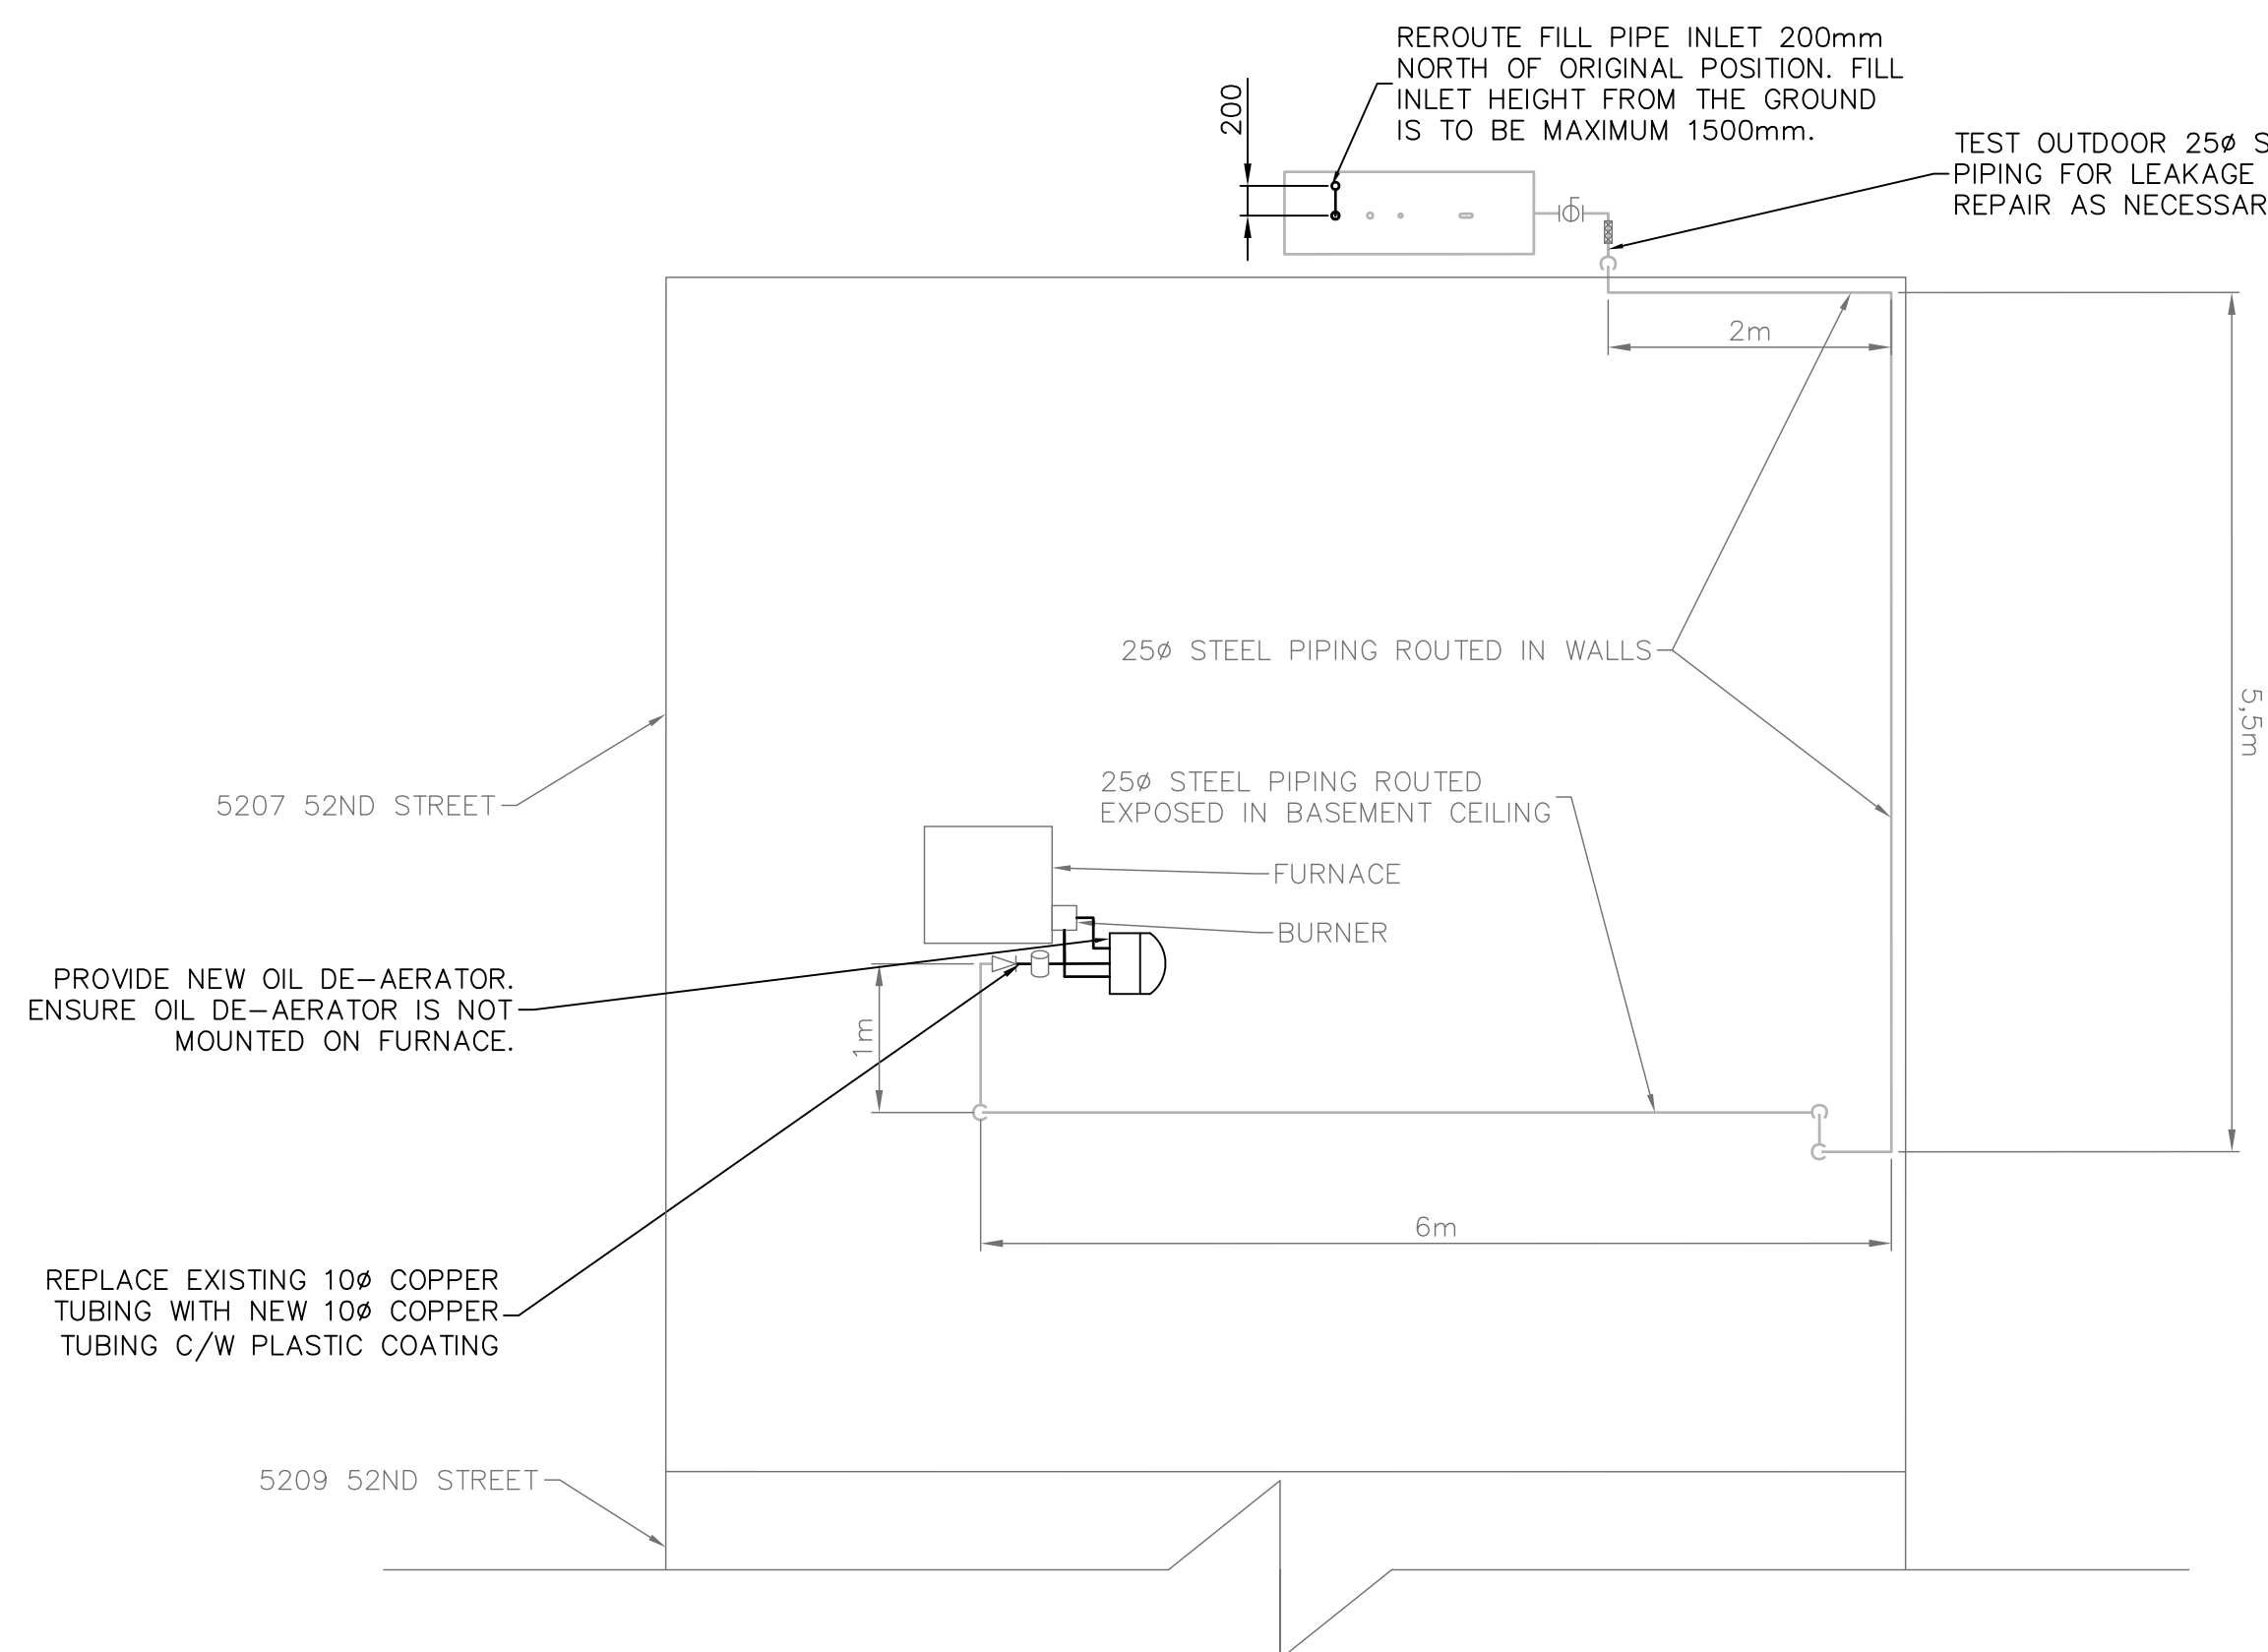 REROUTE FILL PIPE INLET 200mm
NORTH OF ORIGINAL POSITION. FILL
INLET HEIGHT FROM THE GROUND
IS TO BE MAXIMUM 1500mm.
200
TEST OUTDOOR 25ø
PIPING FOR LEAKAGE
REPAIR AS
2m
5,5m
25ø STEEL PIPING ROUTED IN WALLS
5207 52ND STREET
25ø STEEL PIPING ROUTED
EXPOSED IN BASEMENT CEILING
FURNACE
BURNER
PROVIDE NEW OIL DE-AERATOR.
ENSURE OIL DE-AERATOR IS NOT
MOUNTED ON FURNACE.
1m
6m
REPLACE EXISTING 10ø COPPER
TUBING WITH NEW 10ø COPPER
TUBING C/W PLASTIC COATING
5209 52ND STREET